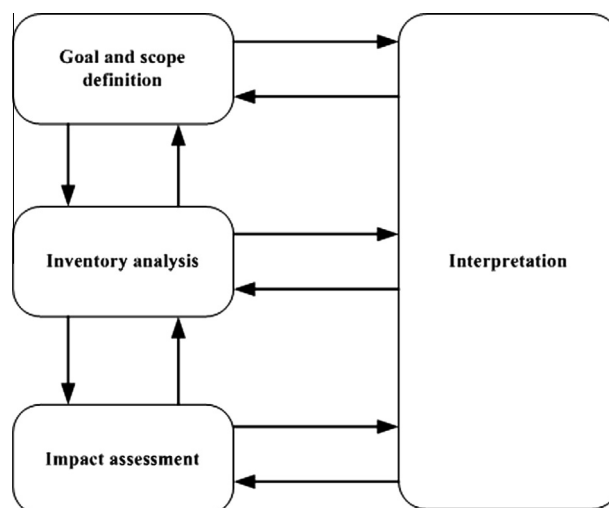 Goal and scope
definition
Inventory analysis
Interpretation
Impact assessment